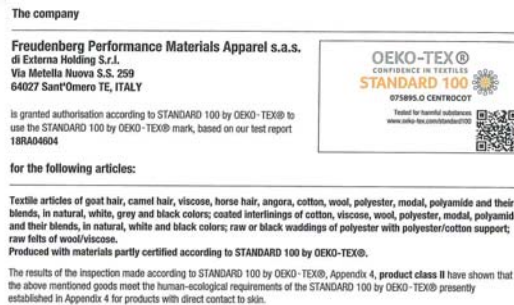 The company
Freudenberg Performance Materials Apparel s.a.s.
di Externa Holding S.r.l.
Via Metella Nuova S.S. 259
64027 Sant'Omero TE, ITALY
OEKO-TEX®
CONFIDENCE IN TEXTILES
STANDARD 100
075895.O CENTROCOT
Tested for harmful substances
www.oeko-tex.com/standard100
is granted authorisation according to STANDARD 100 by OEKO-TEX® to
use the STANDARD 100 by OEKO-TEX® mark, based on our test report
18RA04604
for the following articles:
Textile articles of goat hair, camel hair, viscose, horse hair, angora, cotton, wool, polyester, modal, polyamide and their
blends, in natural, white, grey and black colors; coated interlinings of cotton, viscose, wool, polyester, modal, polyamid
and their blends, in natural, white and black colors; raw or black waddings of polyester with polyester/cotton support;
raw felts of wool/viscose.
Produced with materials partly certified according to STANDARD 100 by OEKO-TEX®.
The results of the inspection made according to STANDARD 100 by OEKO-TEX®, Appendix 4, product class II have shown that
the above mentioned goods meet the human-ecological requirements of the STANDARD 100 by OEKO-TEX® presently
established in Appendix 4 for products with direct contact to skin.